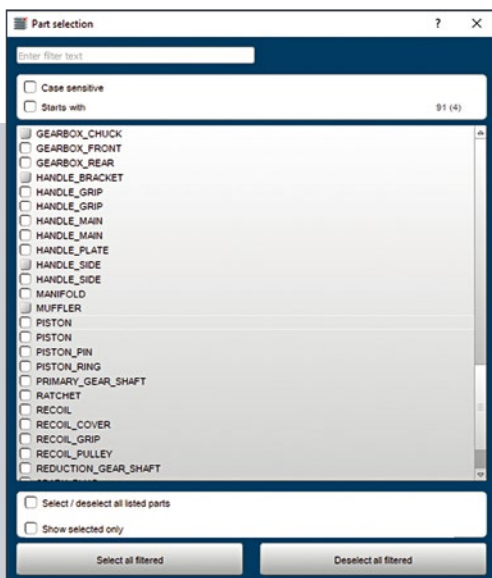 Part selection
?
Enter filter text
Case sensitive
Starts with
91 (4)
GEARBOX_CHUCK
GEARBOX_FRONT
GEARBOX_REAR
HANDLE_BRACKET
HANDLE_GRIP
HANDLE_GRIP
HANDLE_MAIN
HANDLE_MAIN
HANDLE_PLATE
HANDLE_SIDE
HANDLE_SIDE
MANIFOLD
MUFFLER
PISTON
PISTON
PISTON_PIN
PISTON_RING
PRIMARY_GEAR_SHAFT
RATCHET
RECOIL
RECOIL_COVER
RECOIL_GRIP
RECOIL_PULLEY
REDUCTION_GEAR_SHAFT
Select / deselect all listed parts
Show selected only
Select all filtered
Deselect all filtered